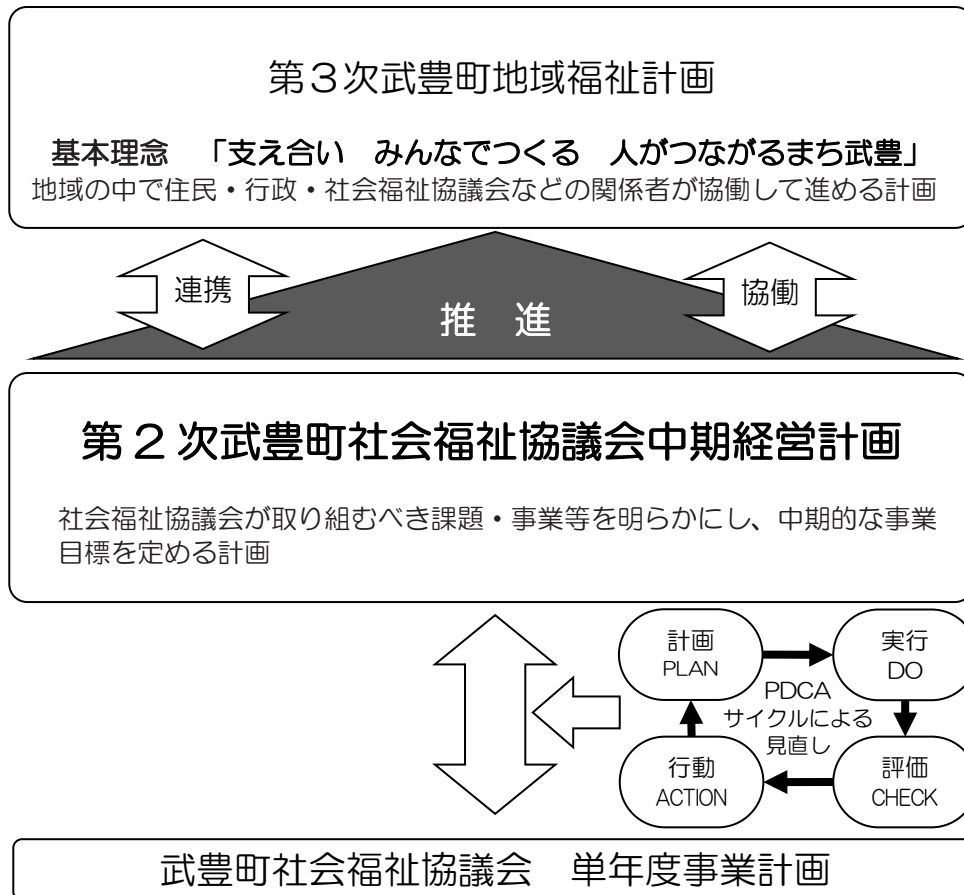 第3次武豊町地域福祉計画
基本理念　「支え合い　みんなでつくる　人がつながるまち武豊」
地域の中で住民・行政・社会福祉協議会などの関係者が協働して進める計画
連携
推　進
協働
第２次武豊町社会福祉協議会中期経営計画
社会福祉協議会が取り組むべき課題・事業等を明らかにし、中期的な事業
目標を定める計画
計画
PLAN
実行
DO
PDCA
サイクルによる
見直し
行動
ACTION
評価
CHECK
武豊町社会福祉協議会　単年度事業計画